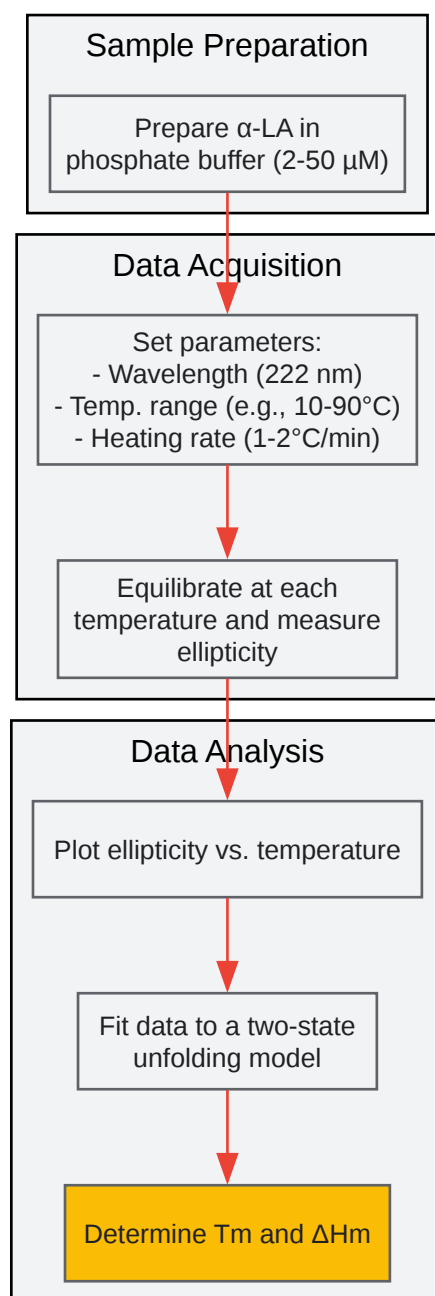 Sample Preparation
Prepare α-LA in
phosphate buffer (2-50 µM)
Data Acquisition
Set parameters:
- Wavelength (222 nm)
- Temp. range (e.g., 10-90°C)
- Heating rate (1-2°C/min)
Equilibrate at each
temperature and measure
ellipticity
Data Analysis
Plot ellipticity vs. temperature
Fit data to a two-state
unfolding model
Determine Tm and ΔHm